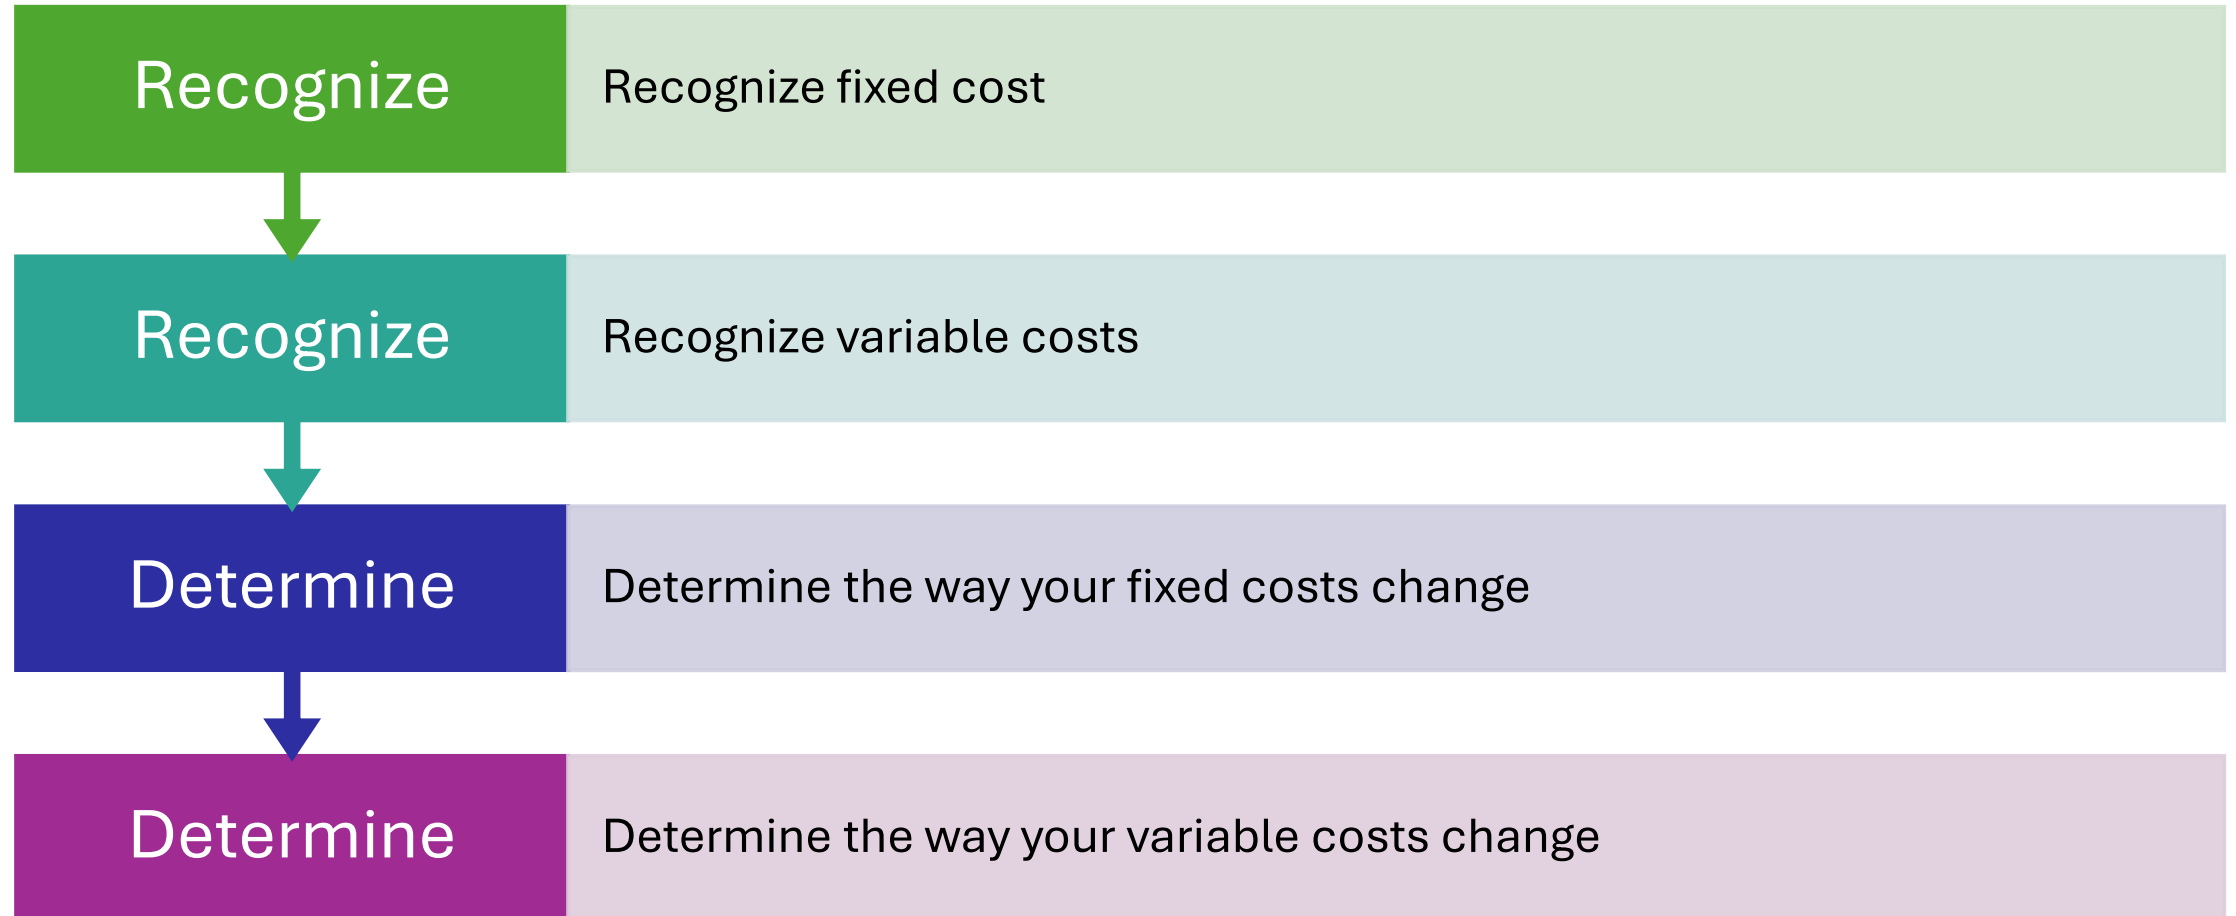 Recognize
Recognize fixed cost
Recognize
Recognize variable costs
Determine
Determine the way your fixed costs change
Determine
Determine the way your variable costs change